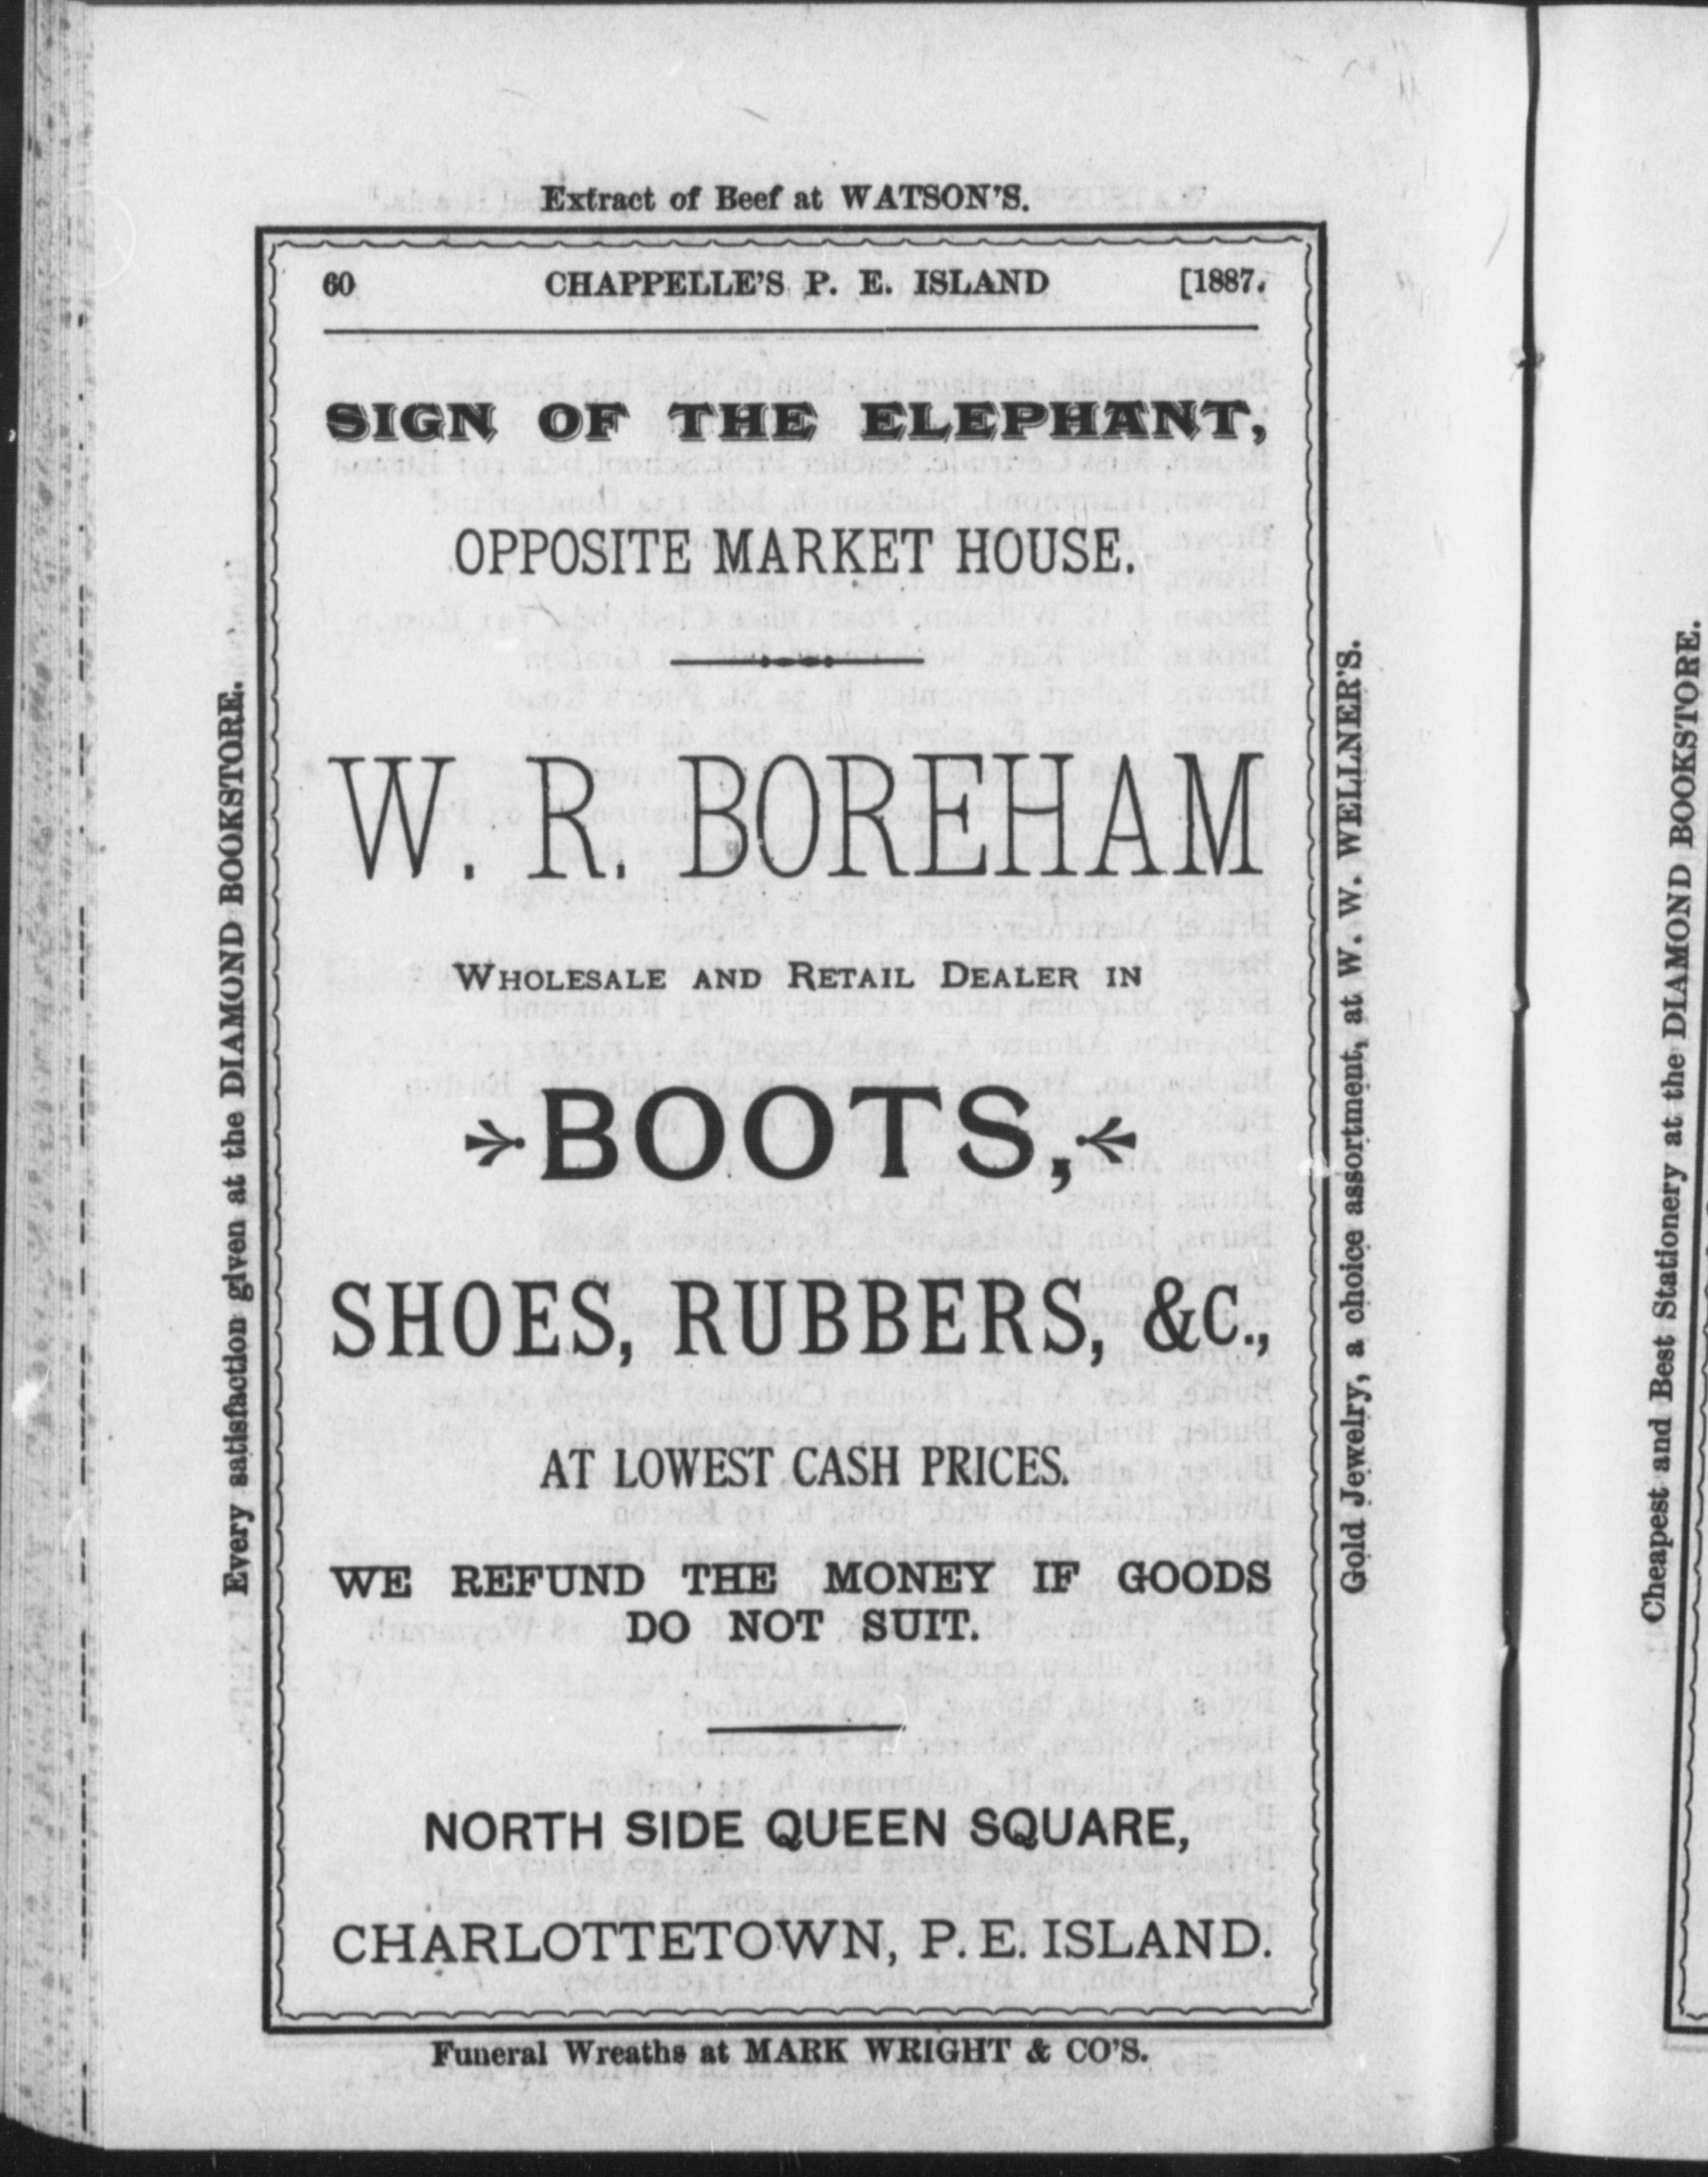 Extract of Beef at WATSON'S.
60 CHAPPELLE'S P. E. ISLAND [1887.
SIGN OF THE ELEPHANT,
OPPOSITE MARKET HOUSE.
W. R. BOREHAM
WHOLESALE AND RETAIL DEALER IN
BOOTS,
SHOES, RUBBERS, &C.,
AT LOWEST CASH PRICES.
WE REFUND THE MONEY IF GOODS
DO NOT SUIT.
NORTH SIDE QUEEN SQUARE,
CHARLOTTETOWN, P. E. ISLAND.
Funeral Wreaths at MARK WRIGHT & CO'S.
Every satisfaction given at the DIAMOND BOOKSTORE.
Gold Jewelry, a choice assortment, at W. W. WELLNER'S.
Cheapest and Best Stationery at the DIAMOND BOOKSTORE.